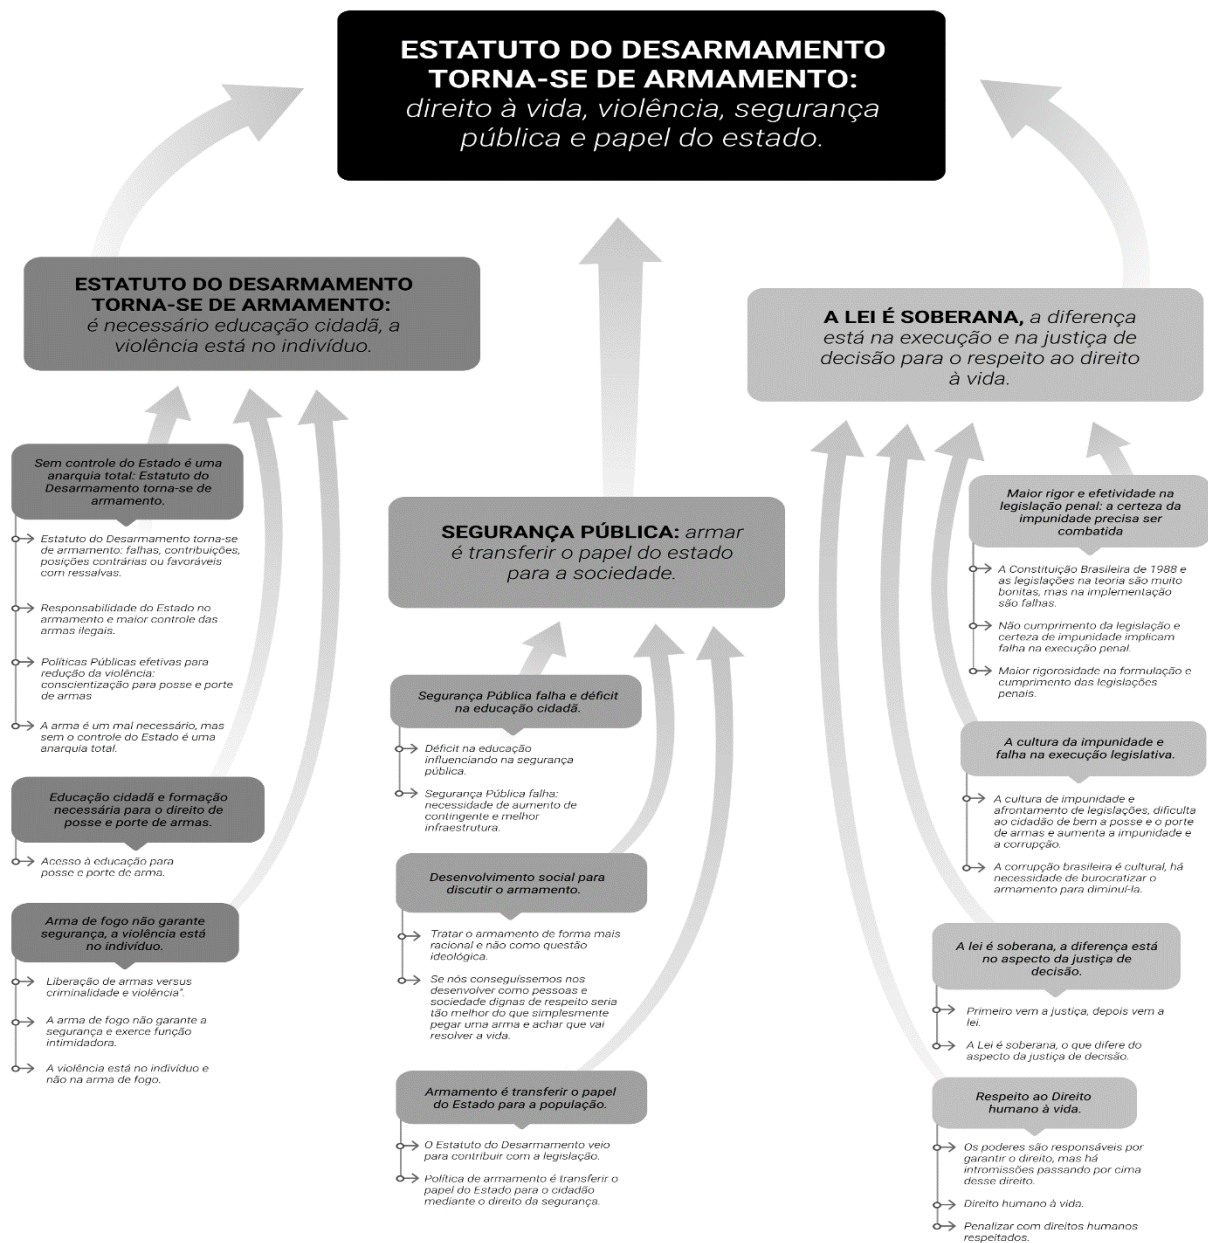 ESTATUTO DO DESARMAMENTO
TORNA-SE DE ARMAMENTO:
direito à vida, violência, segurança
pública e papel do estado.
ESTATUTO DO DESARMAMENTO
TORNA-SE DE ARMAMENTO:
é necessário educação cidadã, a
violência está no indivíduo.
Sem controle do Estado é uma
anarquia total: Estatuto do
Desarmamento torna-se de
armamento.
Estatuto do Desarmamento torna-se
de armamento: falhas, contribuições,
posições contrárias ou favoráveis
com ressalvas.
Responsabilidade do Estado no
armamento e maior controle das
armas ilegais.
Políticas Públicas efetivas para
redução da violência:
conscientização para posse e porte
de armas
A arma é um mal necessário, mas
sem o controle do Estado é uma
anarquia total.
Educação cidadã e formação
necessária para o direito de
posse e porte de armas.
Acesso à educação para
posse e porte de arma.
Arma de fogo não garante
segurança, a violência está
no indivíduo.
Liberação de armas versus
criminalidade e violência".
A arma de fogo não garante a
segurança e exerce função
intimidadora.
A violência está no indivíduo e
não na arma de fogo.
SEGURANÇA PÚBLICA: armar
é transferir o papel do estado
para a sociedade.
Segurança Pública falha e déficit
na educação cidadã.
Déficit na educação
influenciando na segurança
pública.
Segurança Pública falha:
necessidade de aumento de
contingente e melhor
infraestrutura.
Desenvolvimento social para
discutir o armamento.
Tratar o armamento de forma mais
racional e não como questão
ideológica.
Se nós conseguíssemos nos
desenvolver como pessoas e
sociedade dignas de respeito seria
tão melhor do que simplesmente
pegar uma arma e achar que vai
resolver a vida.
Armamento é transferir o papel
do Estado para a população.
O Estatuto do Desarmamento veio
para contribuir com a legislação.
Política de armamento é transferir o
papel do Estado para o cidadão
mediante o direito da segurança.
A LEI É SOBERANA, a diferença
está na execução e na justiça de
decisão para o respeito ao direito
à vida.
Maior rigor e efetividade na
legislação penal: a certeza da
impunidade precisa ser
combatida
A Constituição Brasileira de 1988 e
as legislações na teoria são muito
bonitas, mas na implementação
são falhas.
Não cumprimento da legislação e
certeza de impunidade implicam
falha na execução penal.
Maior rigorosidade na formulação e
cumprimento das legislações
penais.
A cultura da impunidade e
falha na execução legislativa.
A cultura de impunidade e
afrontamento de legislações, dificulta
ao cidadão de bem a posse e o porte
de armas e aumenta a impunidade e
a corrupção.
A corrupção brasileira é cultural, há
necessidade de burocratizar o
armamento para diminuí-la.
A lei é soberana, a diferença está
no aspecto da justiça de
decisão.
Primeiro vem a justiça, depois vem a
lei.
A Lei é soberana, o que difere do
aspecto da justiça de decisão.
Respeito ao Direito
humano à vida.
Os poderes são responsáveis por
garantir o direito, mas há
intromissões passando por cima
desse direito.
Direito humano à vida.
Penalizar com direitos humanos
respeitados.